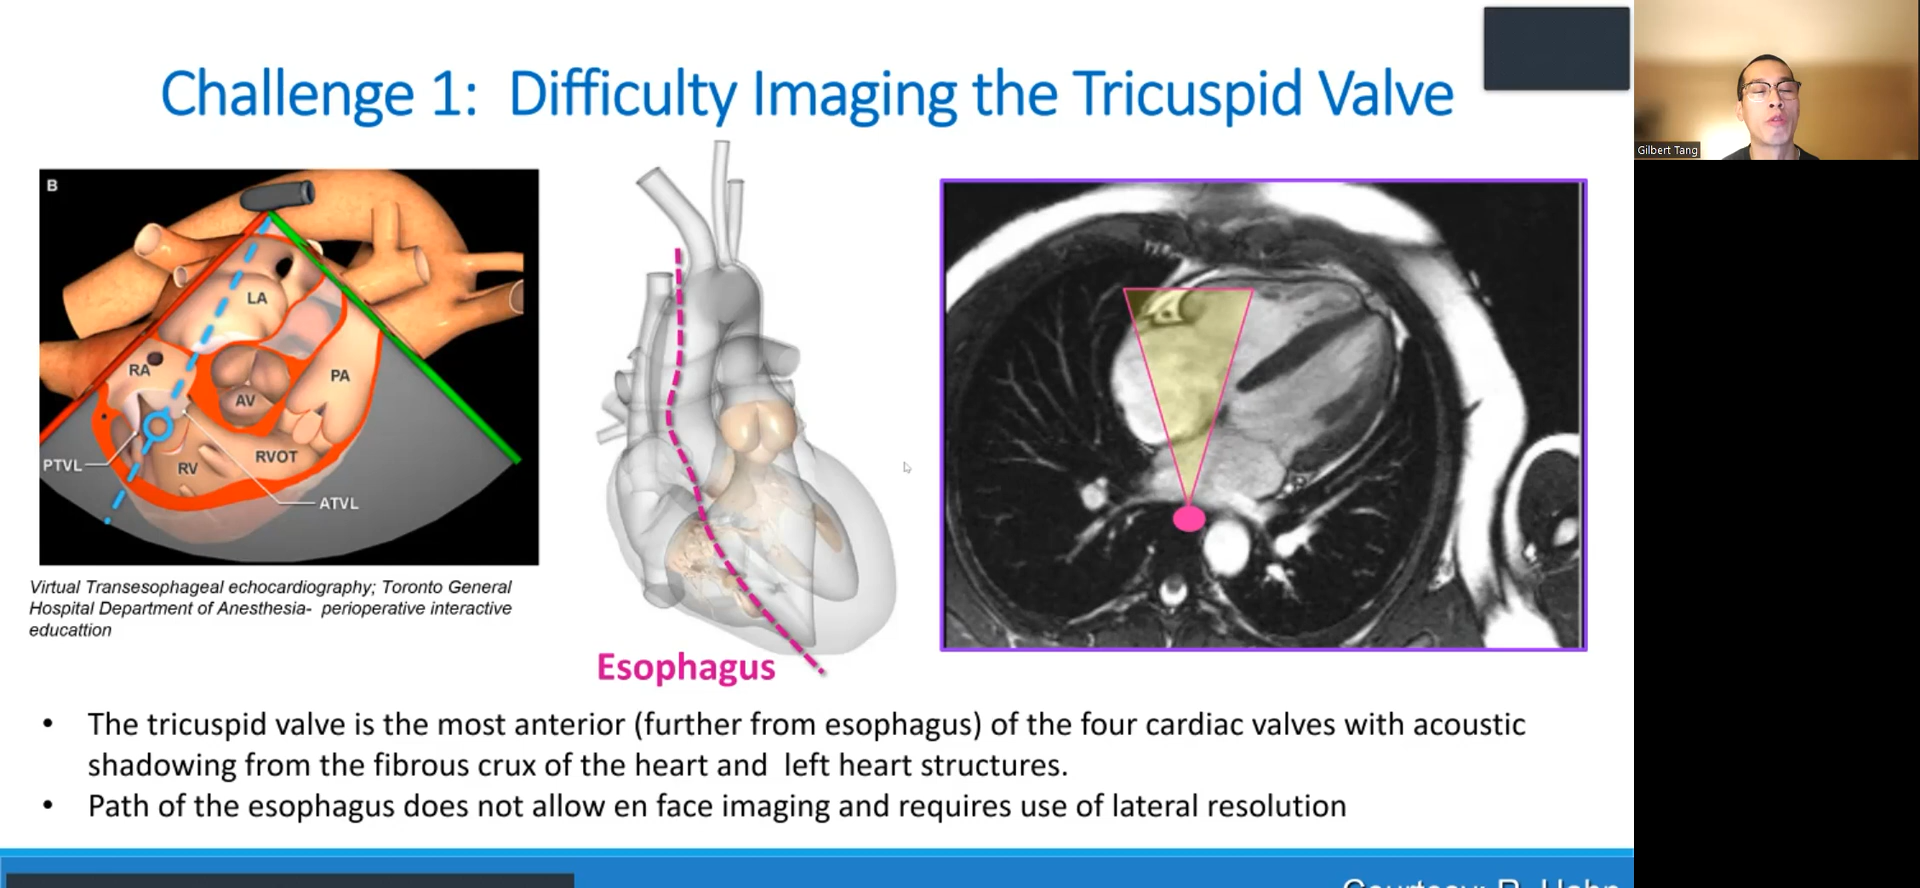 Challenge 1: Difficulty Imaging the Tricuspid Valve
Gilbert Tang
B
LA
RA
PA
AV
PTVL
RV
RVOT
ATVL
Virtual Transesophageal echocardiography; Toronto General
Hospital Department of Anesthesia- perioperative interactive
educattion
Esophagus
• The tricuspid valve is the most anterior (further from esophagus) of the four cardiac valves with acoustic
shadowing from the fibrous crux of the heart and left heart structures.
• Path of the esophagus does not allow en face imaging and requires use of lateral resolution
Courtesy: R. Hahn